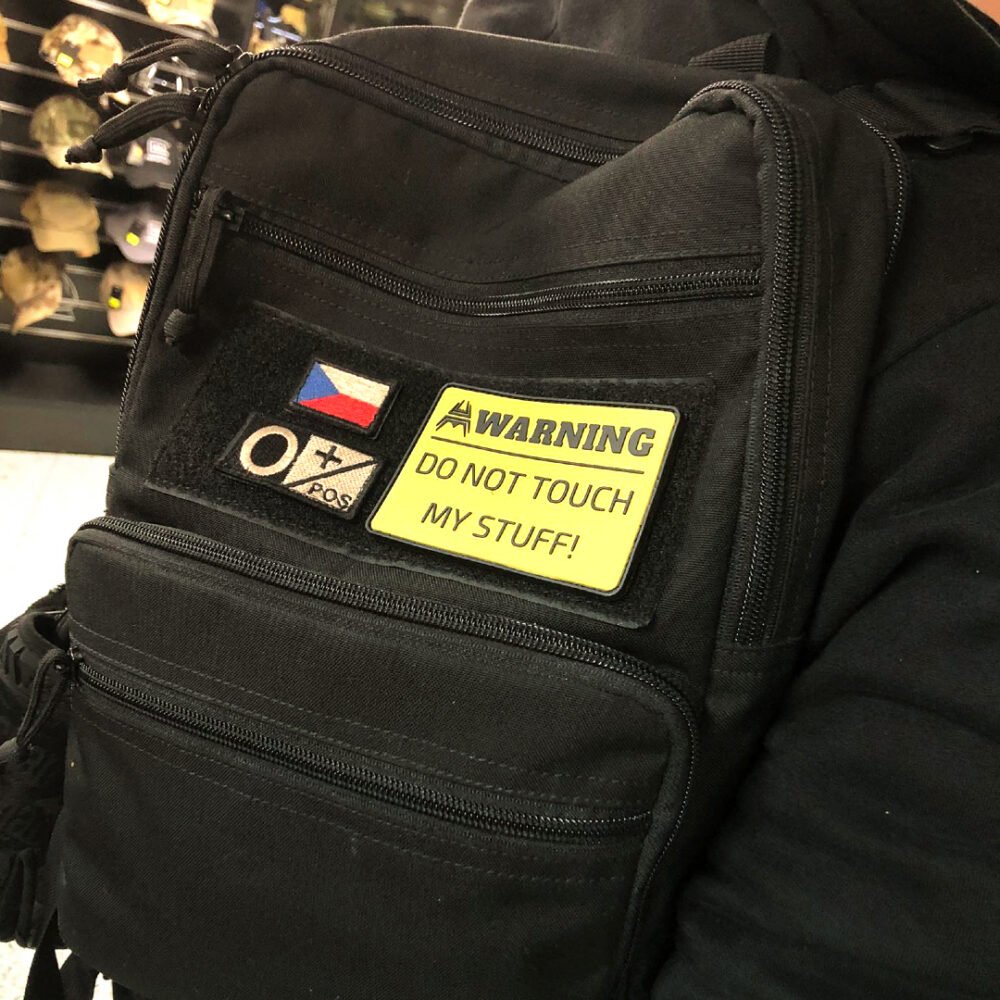 O + POS
WARNING
DO NOT TOUCH
MY STUFF!